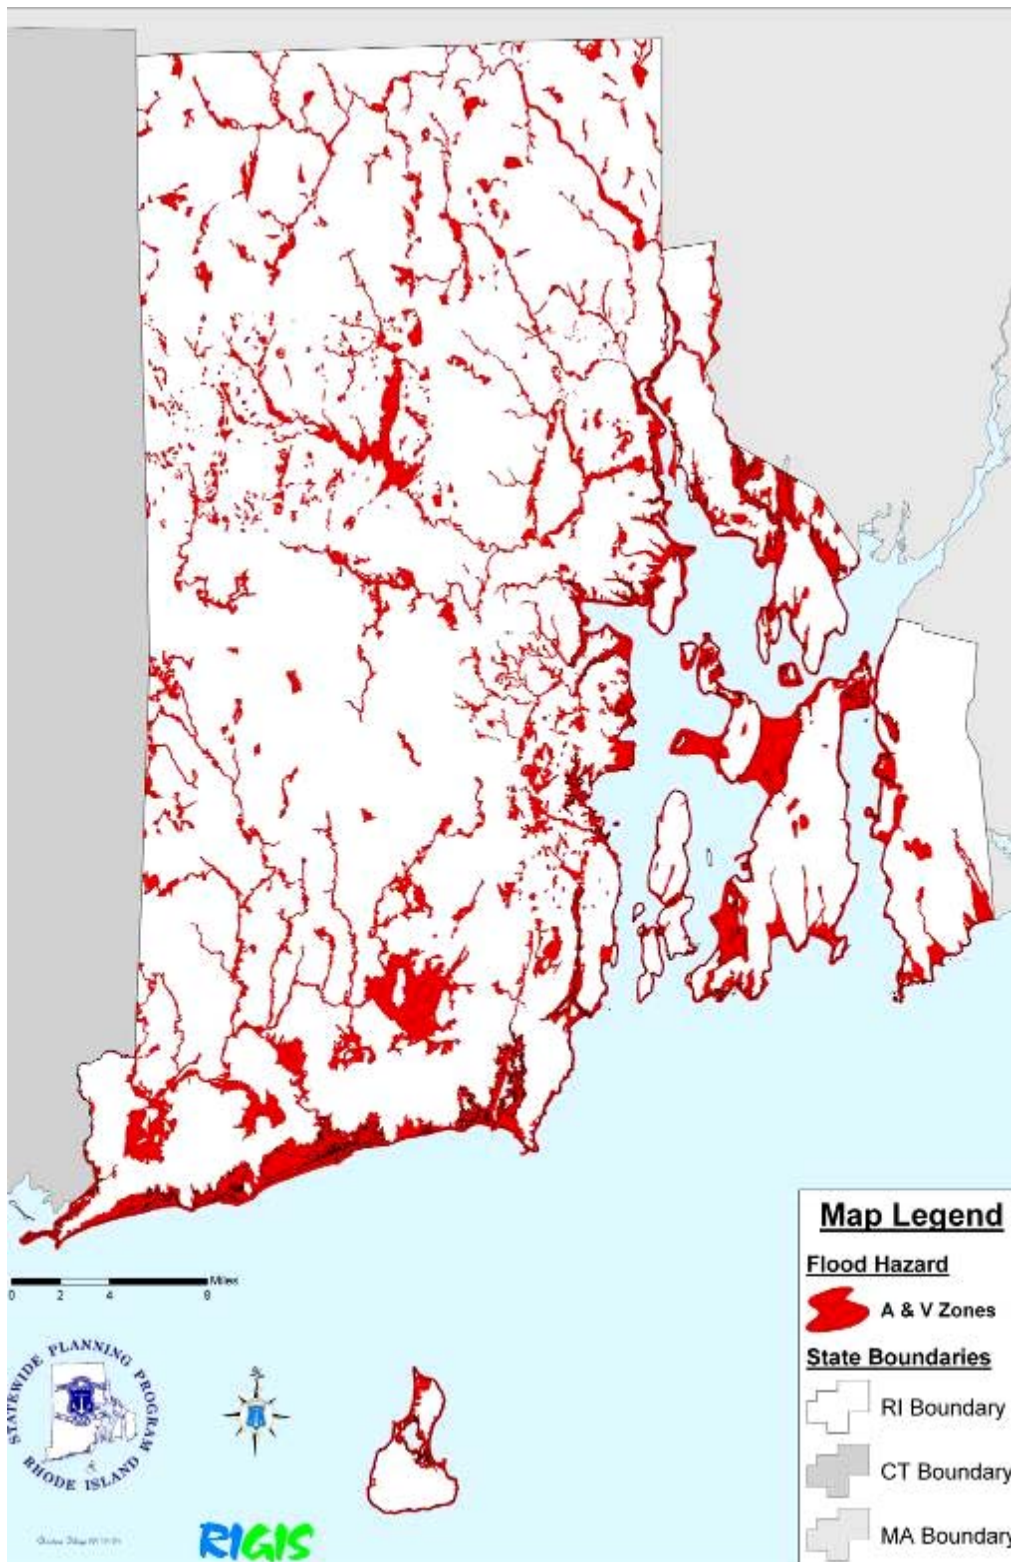 Map Legend
Flood Hazard
A & V Zones
State Boundaries
RI Boundary
CT Boundary
MA Boundary
Miles
0 2 4 8
STATEWIDE PLANNING PROGRAM
RHODE ISLAND
RIGIS